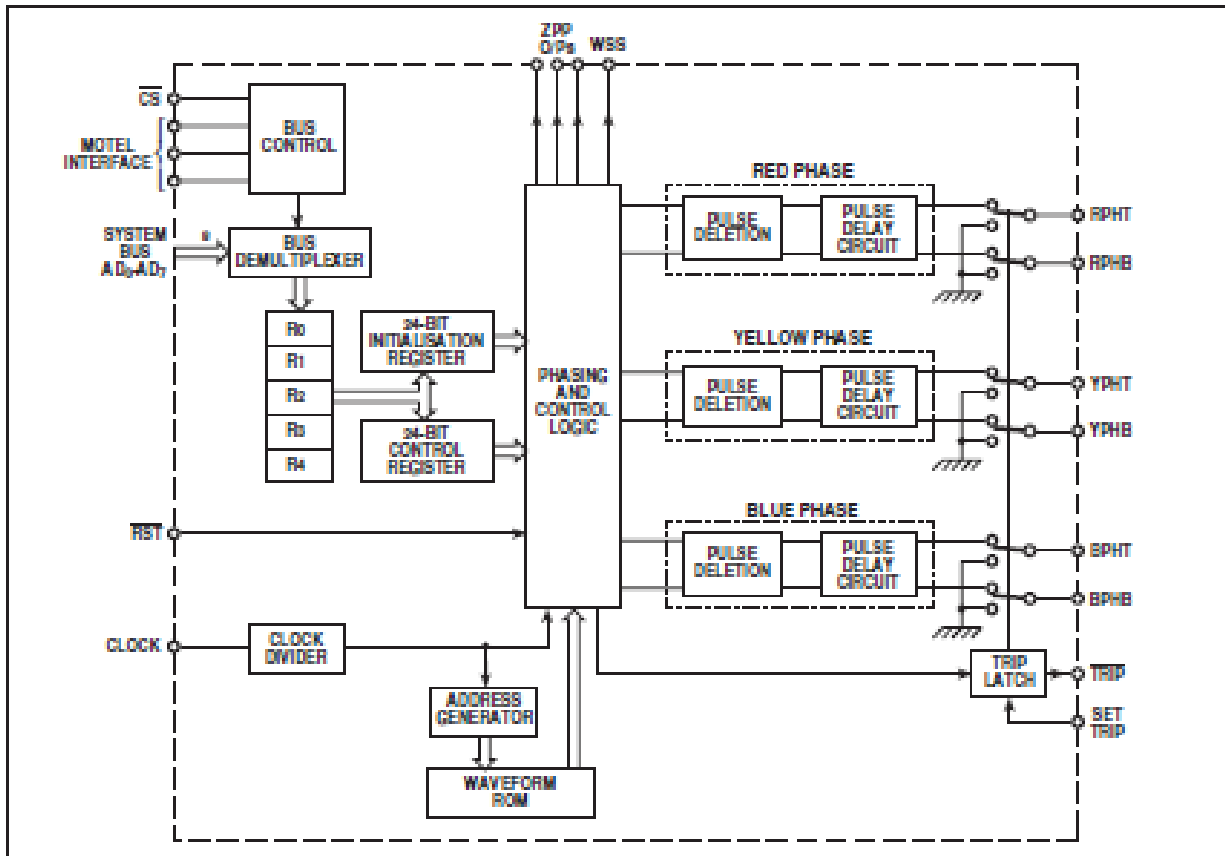 ZPP
O/Ps
WSS
CS
BUS
CONTROL
MOTEL
INTERFACE
SYSTEM
BUS
AD0-AD7
8
BUS
DEMULTIPLEXER
R0
R1
R2
R3
R4
24-BIT
INITIALISATION
REGISTER
24-BIT
CONTROL
REGISTER
PHASING
AND
CONTROL
LOGIC
RED PHASE
PULSE
DELETION
PULSE
DELAY
CIRCUIT
RPHT
RPHB
YELLOW PHASE
PULSE
DELETION
PULSE
DELAY
CIRCUIT
YPHT
YPHB
BLUE PHASE
PULSE
DELETION
PULSE
DELAY
CIRCUIT
BPHT
BPHB
RST
CLOCK
CLOCK
DIVIDER
ADDRESS
GENERATOR
WAVEFORM
ROM
TRIP
LATCH
TRIP
SET
TRIP